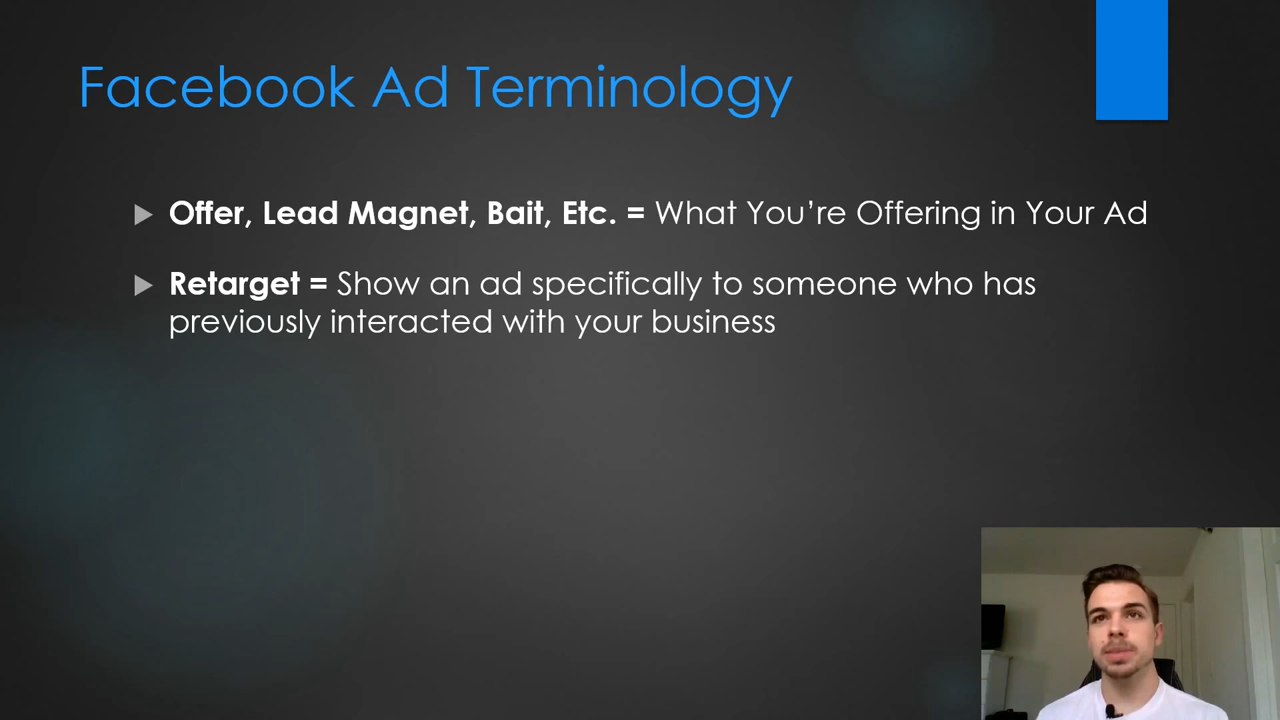 Facebook Ad Terminology
Offer, Lead Magnet, Bait, Etc. = What You’re Offering in Your Ad
Retarget = Show an ad specifically to someone who has
previously interacted with your business